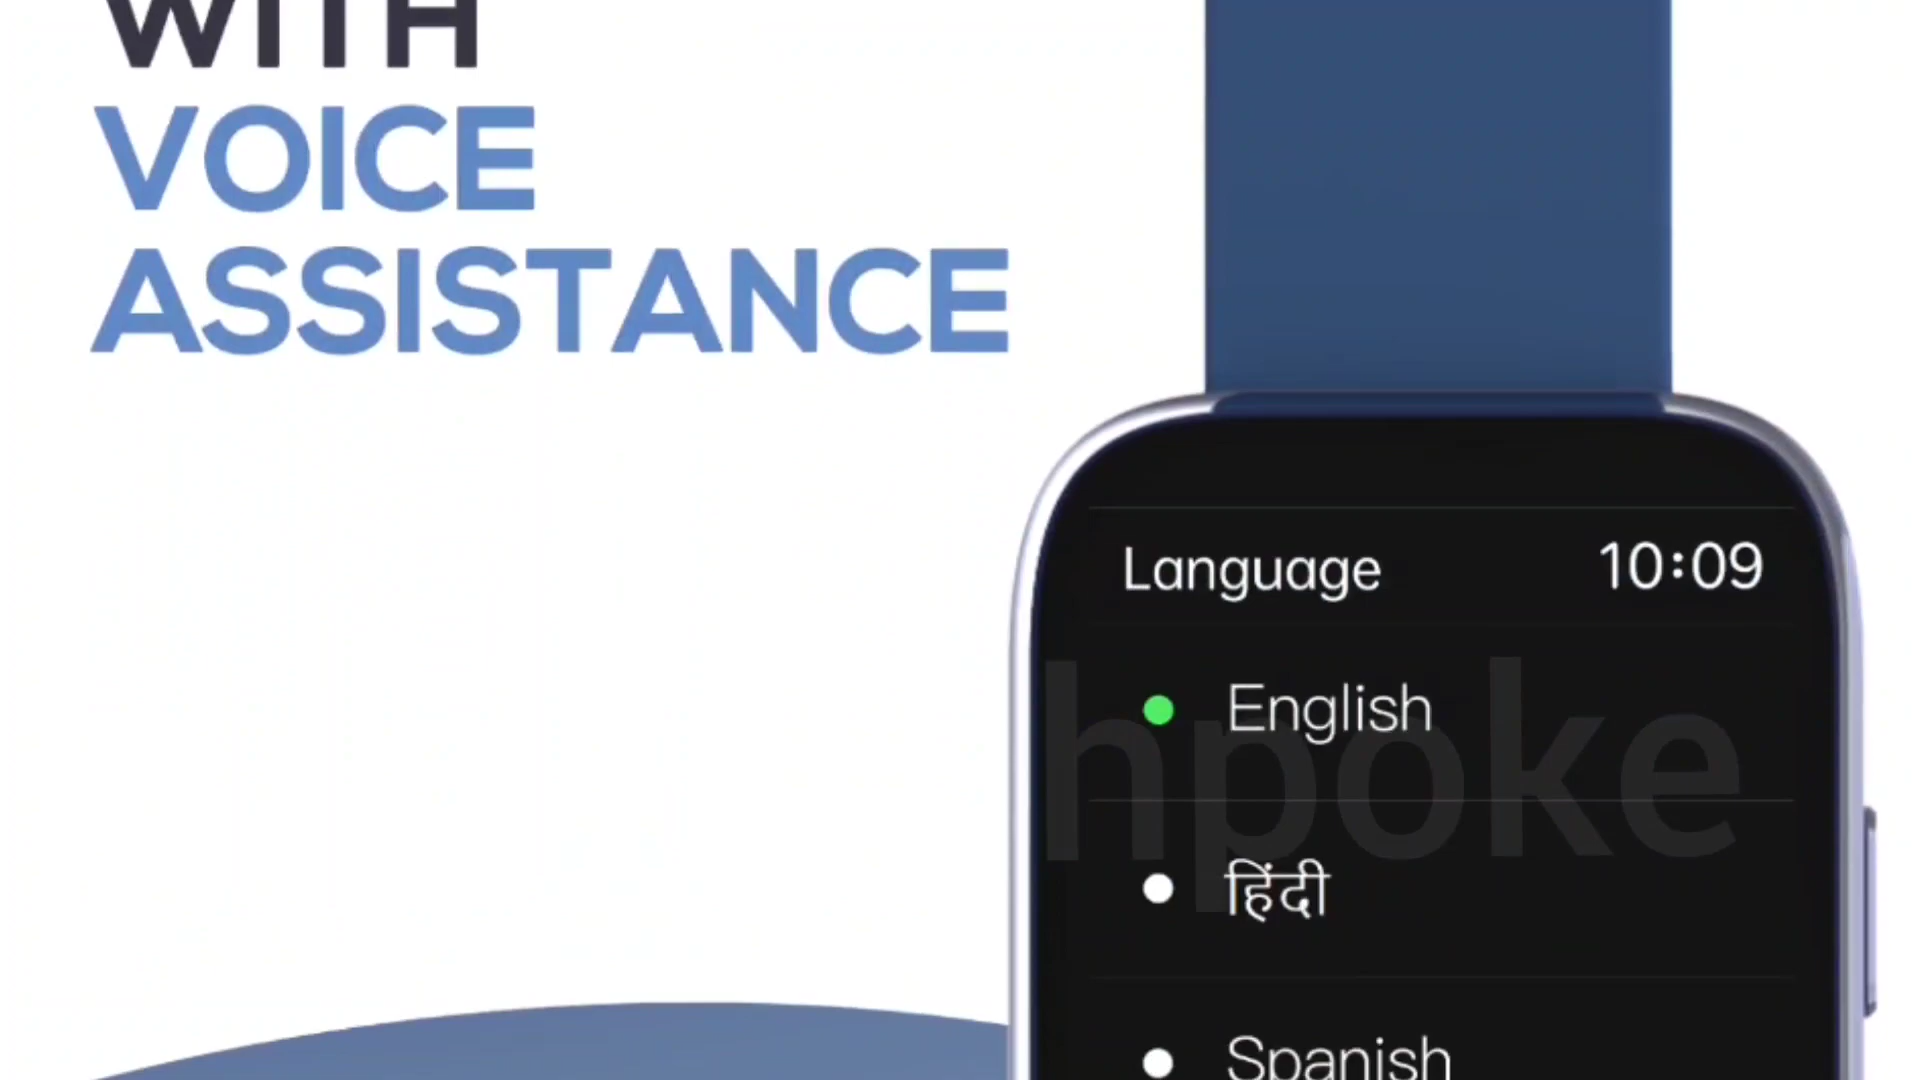 WITH
VOICE
ASSISTANCE
Language 10:09
English
hpoke
हिंदी
Spanish